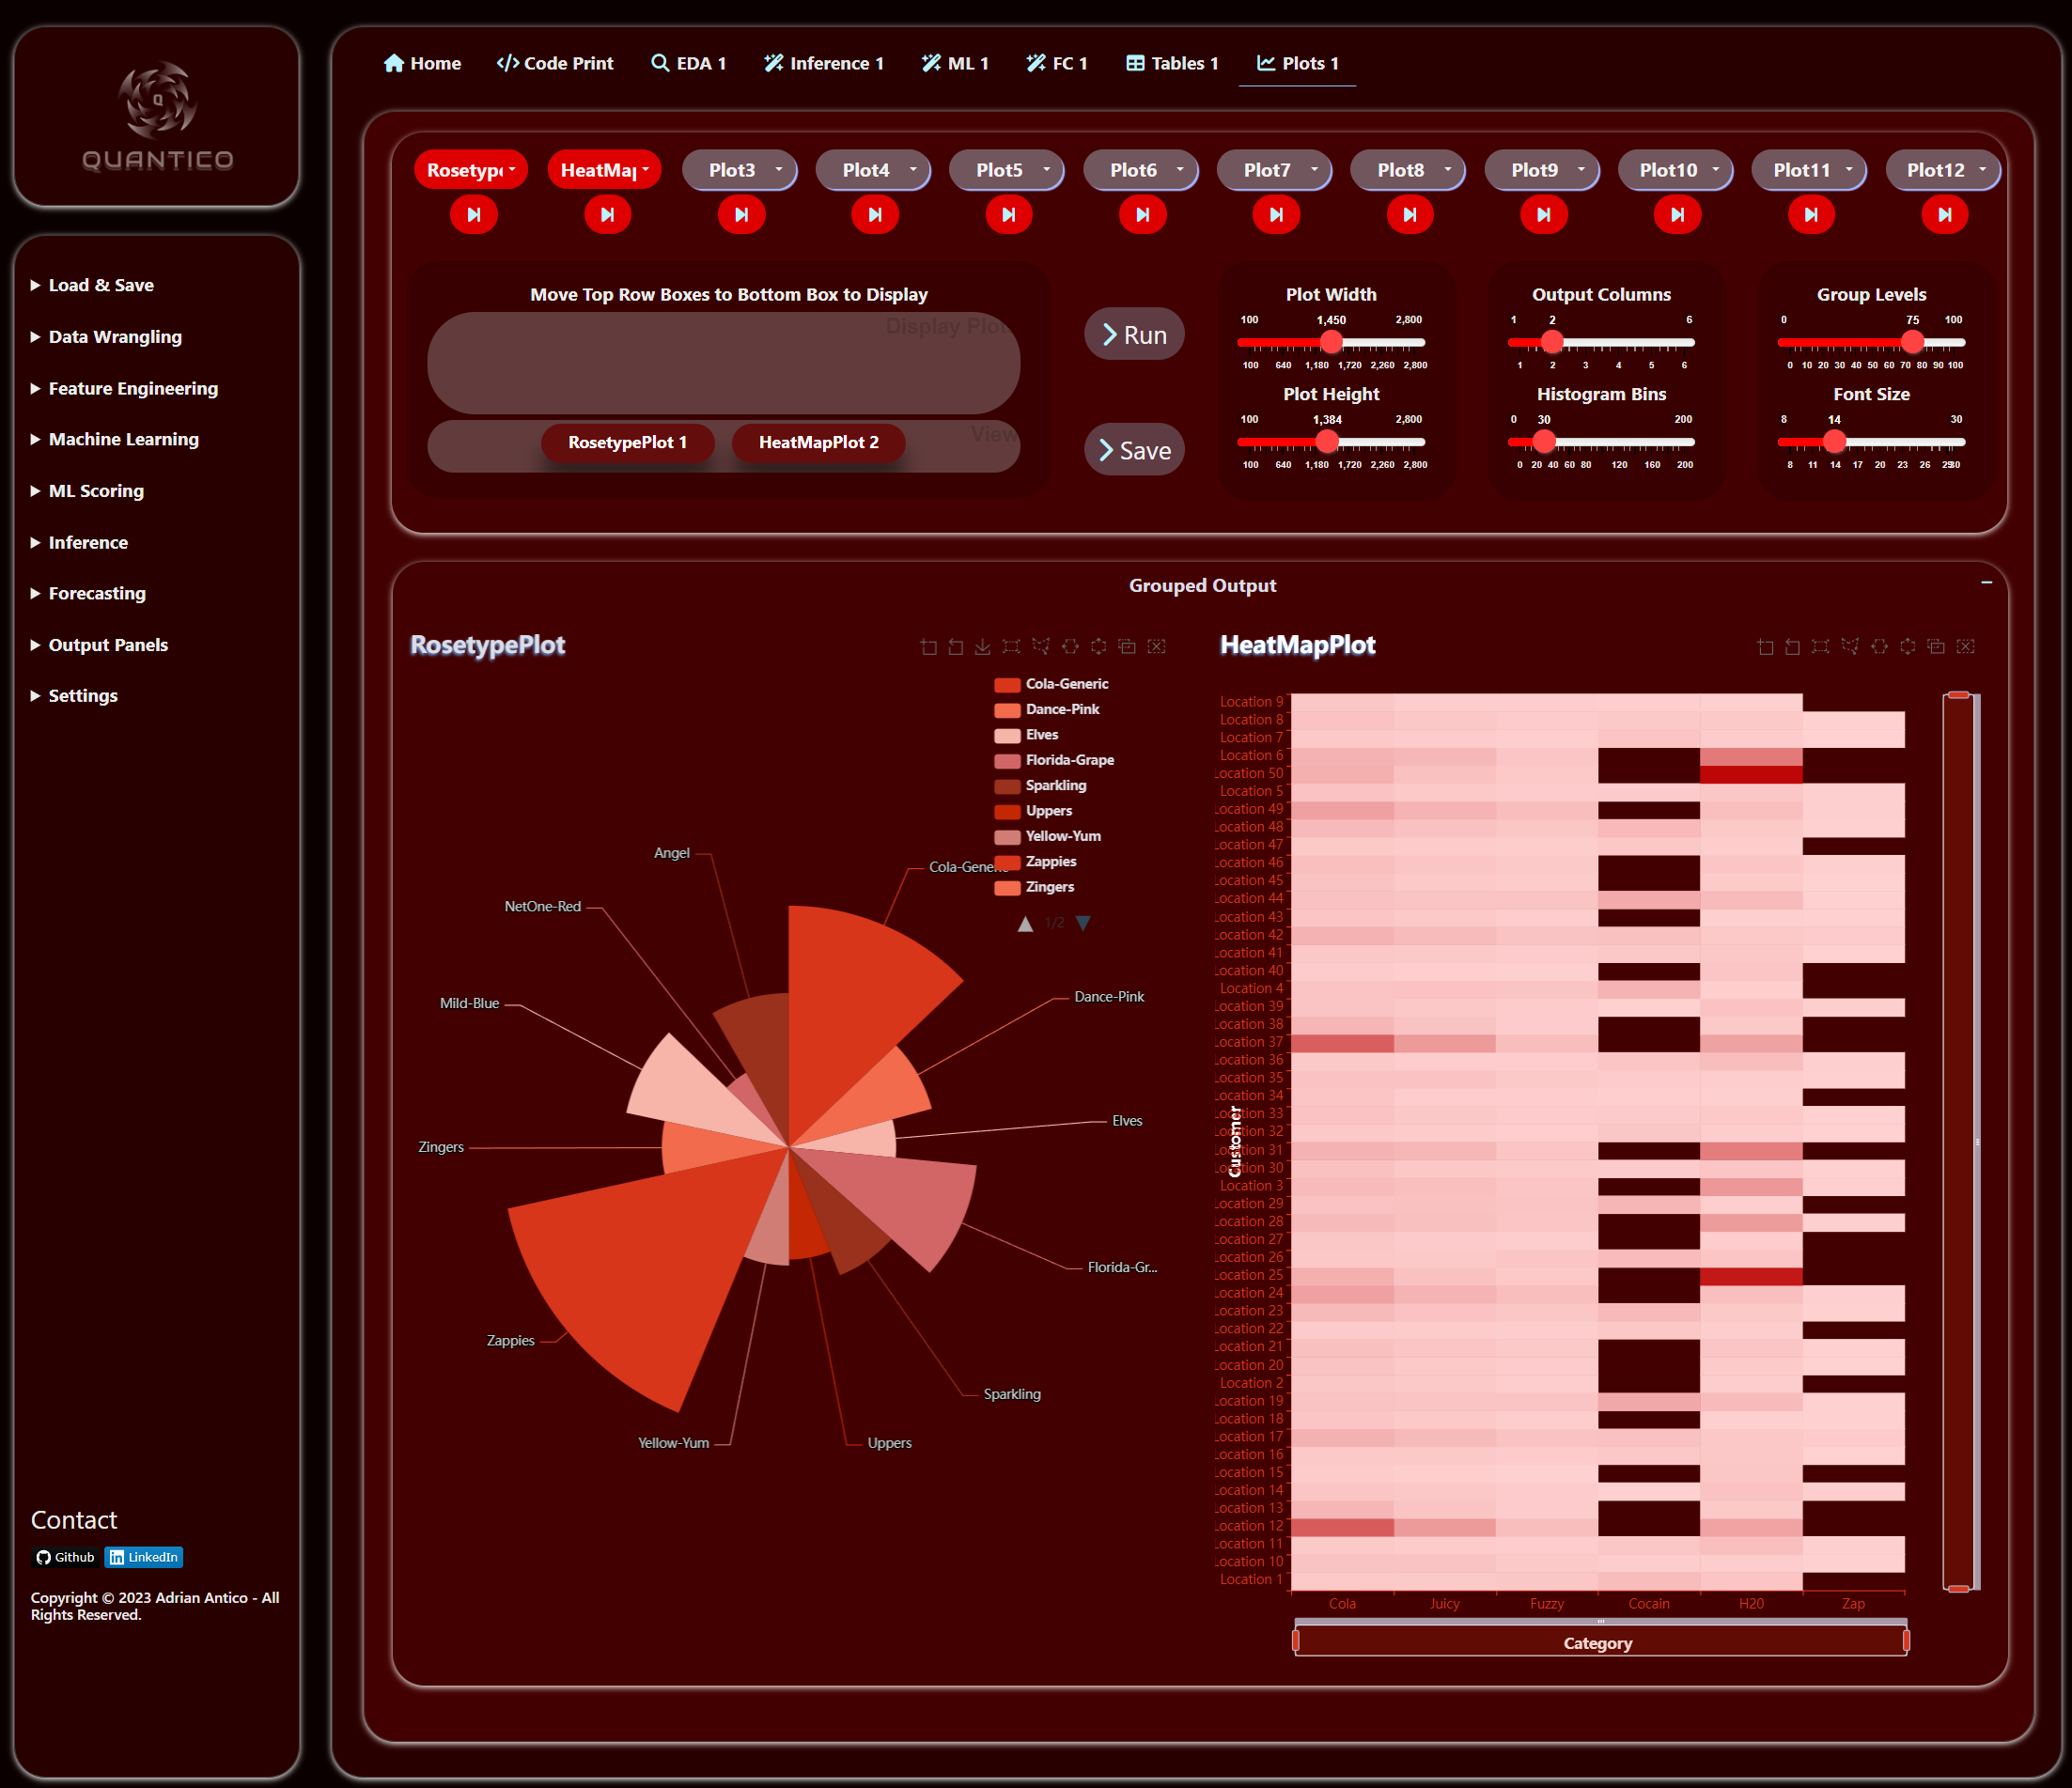 QUANTICO
Load & Save
Data Wrangling
Feature Engineering
Machine Learning
ML Scoring
Inference
Forecasting
Output Panels
Settings
Contact
Github LinkedIn
Copyright © 2023 Adrian Antico - All
Rights Reserved.
Home Code Print EDA 1 Inference 1 ML 1 FC 1 Tables 1 Plots 1
Rosetype HeatMap Plot3 Plot4 Plot5 Plot6 Plot7 Plot8 Plot9 Plot10 Plot11 Plot12
Move Top Row Boxes to Bottom Box to Display
Display Plot
View
RosetypePlot 1 HeatMapPlot 2
Run
Save
Plot Width
100 1,450 2,800
100 640 1,180 1,720 2,260 2,800
Plot Height
100 1,384 2,800
100 640 1,180 1,720 2,260 2,800
Output Columns
1 2 6
1 2 3 4 5 6
Histogram Bins
0 30 200
0 20 40 60 80 120 160 200
Group Levels
0 75 100
0 10 20 30 40 50 60 70 80 90 100
Font Size
8 14 30
8 11 14 17 20 23 26 29 30
Grouped Output
RosetypePlot
Cola-Generic
Dance-Pink
Elves
Florida-Grape
Sparkling
Uppers
Yellow-Yum
Zappies
Zingers
1/2
Angel
Cola-Generic
NetOne-Red
Dance-Pink
Mild-Blue
Elves
Zingers
Florida-Gr...
Zappies
Sparkling
Yellow-Yum
Uppers
HeatMapPlot
Location 9
Location 8
Location 7
Location 6
Location 50
Location 5
Location 49
Location 48
Location 47
Location 46
Location 45
Location 44
Location 43
Location 42
Location 41
Location 40
Location 4
Location 39
Location 38
Location 37
Location 36
Location 35
Location 34
Location 33
Location 32
Location 31
Location 30
Location 3
Location 29
Location 28
Location 27
Location 26
Location 25
Location 24
Location 23
Location 22
Location 21
Location 20
Location 2
Location 19
Location 18
Location 17
Location 16
Location 15
Location 14
Location 13
Location 12
Location 11
Location 10
Location 1
Customer
Cola Juicy Fuzzy Cocain H20 Zap
Category